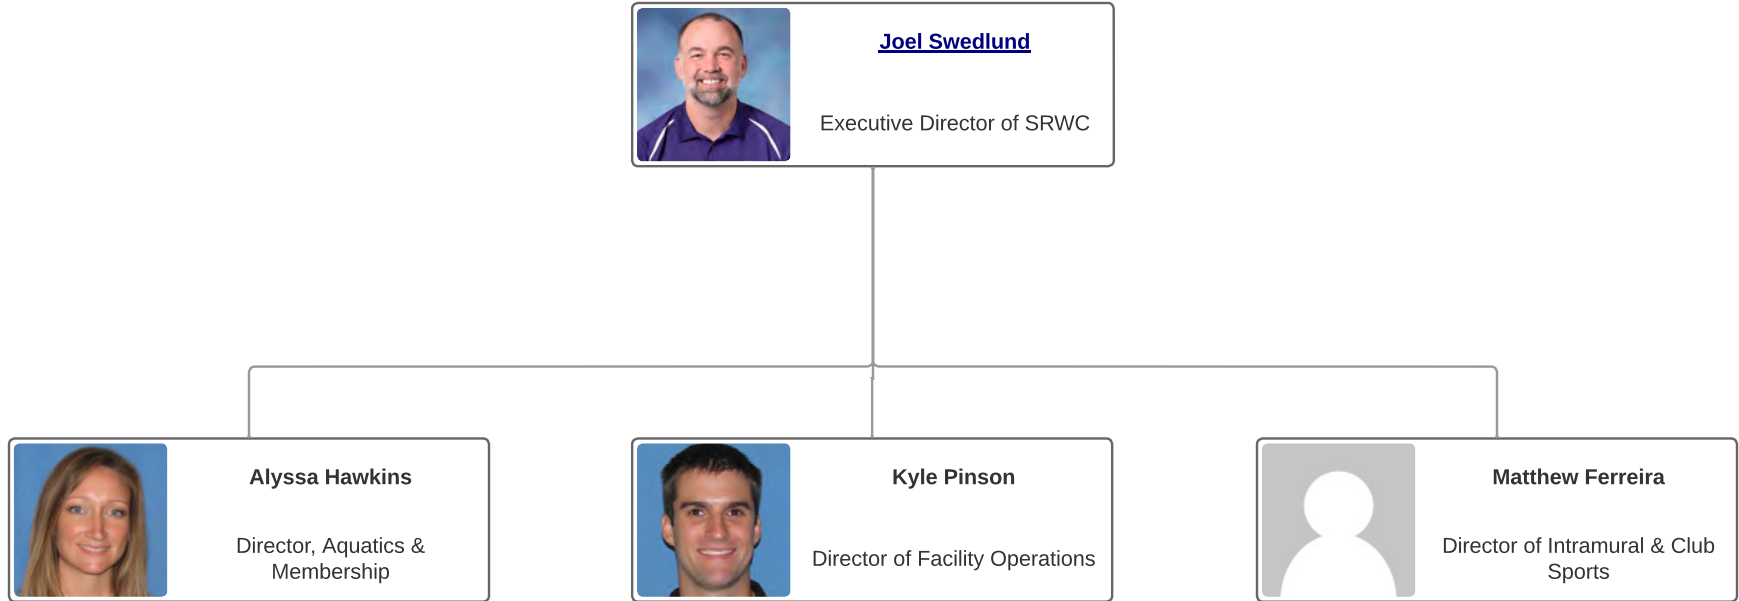 Joel Swedlund
Executive Director of SRWC
Alyssa Hawkins
Director, Aquatics &
Membership
Kyle Pinson
Director of Facility Operations
Matthew Ferreira
Director of Intramural & Club
Sports